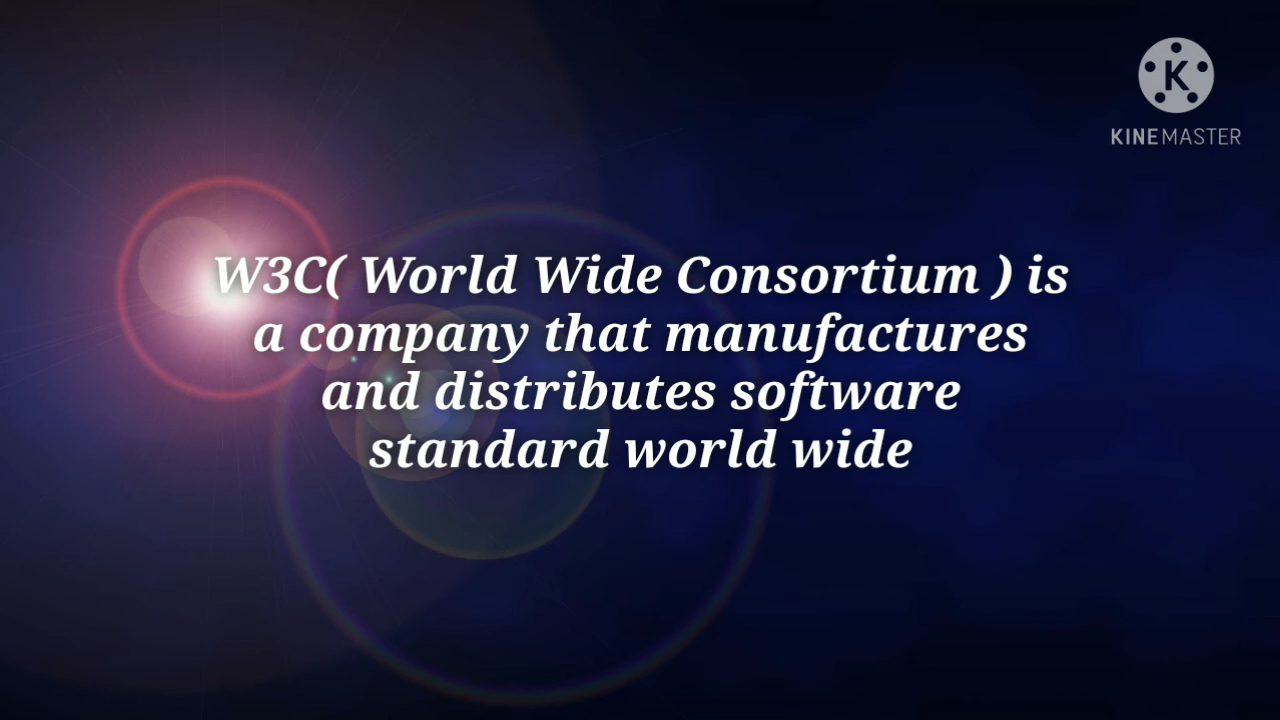 KINEMASTER
W3C( World Wide Consortium ) is
a company that manufactures
and distributes software
standard world wide